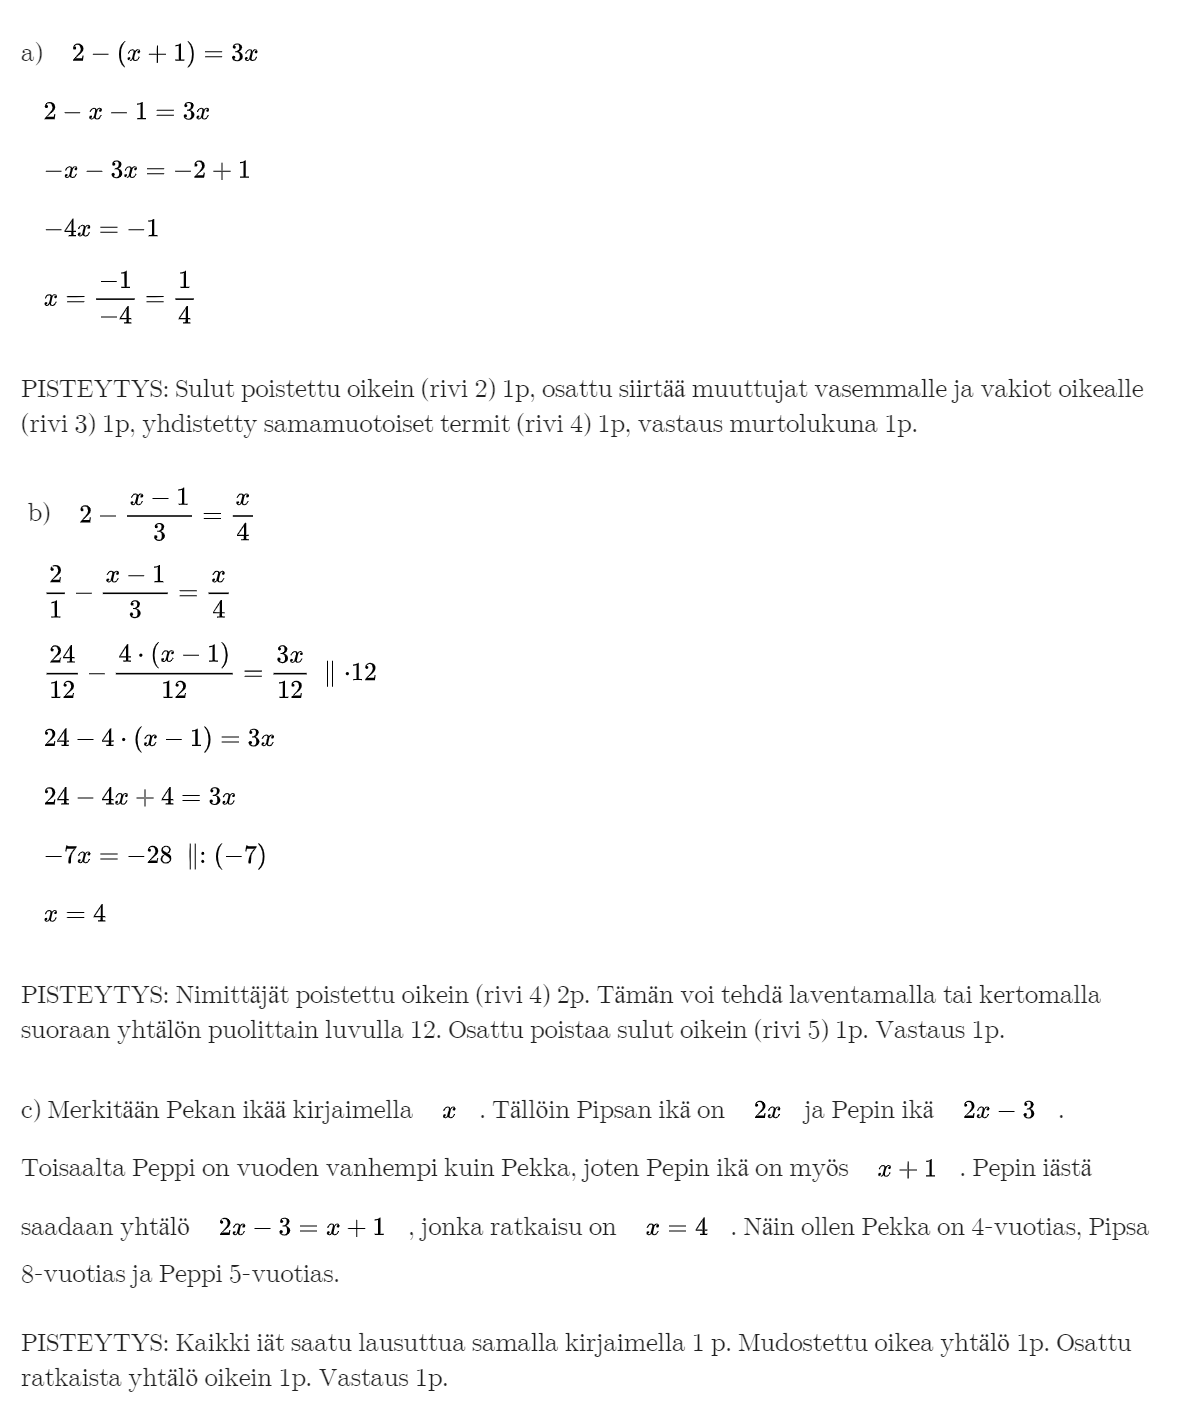 a) 2 − (x + 1) = 3x
2 − x − 1 = 3x
−x − 3x = −2 + 1
−4x = −1
x = \frac{−1}{−4} = \frac{1}{4}
PISTEYTYS: Sulut poistettu oikein (rivi 2) 1p, osattu siirtää muuttujat vasemmalle ja vakiot oikealle
(rivi 3) 1p, yhdistetty samamuotoiset termit (rivi 4) 1p, vastaus murtolukuna 1p.
b) 2 − \frac{x − 1}{3} = \frac{x}{4}
\frac{2}{1} − \frac{x − 1}{3} = \frac{x}{4}
\frac{24}{12} − \frac{4 · (x − 1)}{12} = \frac{3x}{12} ∥ ·12
24 − 4 · (x − 1) = 3x
24 − 4x + 4 = 3x
−7x = −28 ∥: (−7)
x = 4
PISTEYTYS: Nimittäjät poistettu oikein (rivi 4) 2p. Tämän voi tehdä laventamalla tai kertomalla
suoraan yhtälön puolittain luvulla 12. Osattu poistaa sulut oikein (rivi 5) 1p. Vastaus 1p.
c) Merkitään Pekan ikää kirjaimella x . Tällöin Pipsan ikä on 2x ja Pepin ikä 2x − 3 .
Toisaalta Peppi on vuoden vanhempi kuin Pekka, joten Pepin ikä on myös x + 1 . Pepin iästä
saadaan yhtälö 2x − 3 = x + 1 , jonka ratkaisu on x = 4 . Näin ollen Pekka on 4-vuotias, Pipsa
8-vuotias ja Peppi 5-vuotias.
PISTEYTYS: Kaikki iät saatu lausuttua samalla kirjaimella 1 p. Mudostettu oikea yhtälö 1p. Osattu
ratkaista yhtälö oikein 1p. Vastaus 1p.